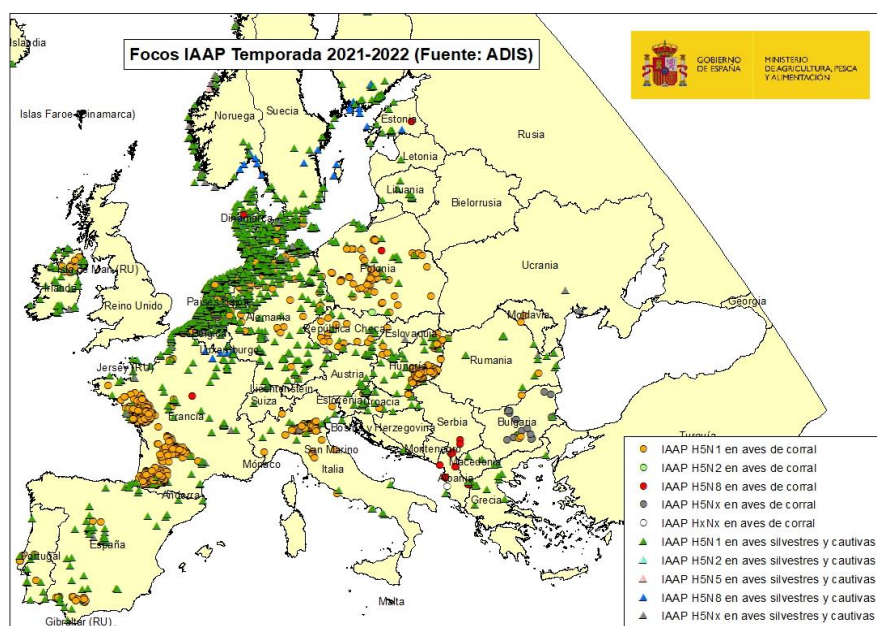 Focos IAAP Temporada 2021-2022 (Fuente: ADIS)
GOBIERNO
DE ESPAÑA
MINISTERIO
DE AGRICULTURA, PESCA
Y ALIMENTACIÓN
Islandia
Islas Faroe (Dinamarca)
Noruega
Suecia
Estonia
Rusia
Letonia
Lituania
Dinamarca
Bielorrusia
Isla de Man (RU)
Irlanda
Reino Unido
Países Bajos
Polonia
Ucrania
Alemania
Bélgica
Luxemburgo
República Checa
Eslovaquia
Moldavia
Georgia
Jersey (RU)
Francia
Liechtenstein
Suiza
Austria
Hungría
Rumania
Eslovenia
Croacia
Bosnia y Herzegovina
Serbia
Bulgaria
Mónaco
San Marino
Italia
Montenegro
Macedonia
Albania
Turquía
Grecia
Andorra
España
Portugal
Gibraltar (RU)
Malta
IAAP H5N1 en aves de corral
IAAP H5N2 en aves de corral
IAAP H5N8 en aves de corral
IAAP H5Nx en aves de corral
IAAP HxNx en aves de corral
IAAP H5N1 en aves silvestres y cautivas
IAAP H5N2 en aves silvestres y cautivas
IAAP H5N5 en aves silvestres y cautivas
IAAP H5N8 en aves silvestres y cautivas
IAAP H5Nx en aves silvestres y cautivas